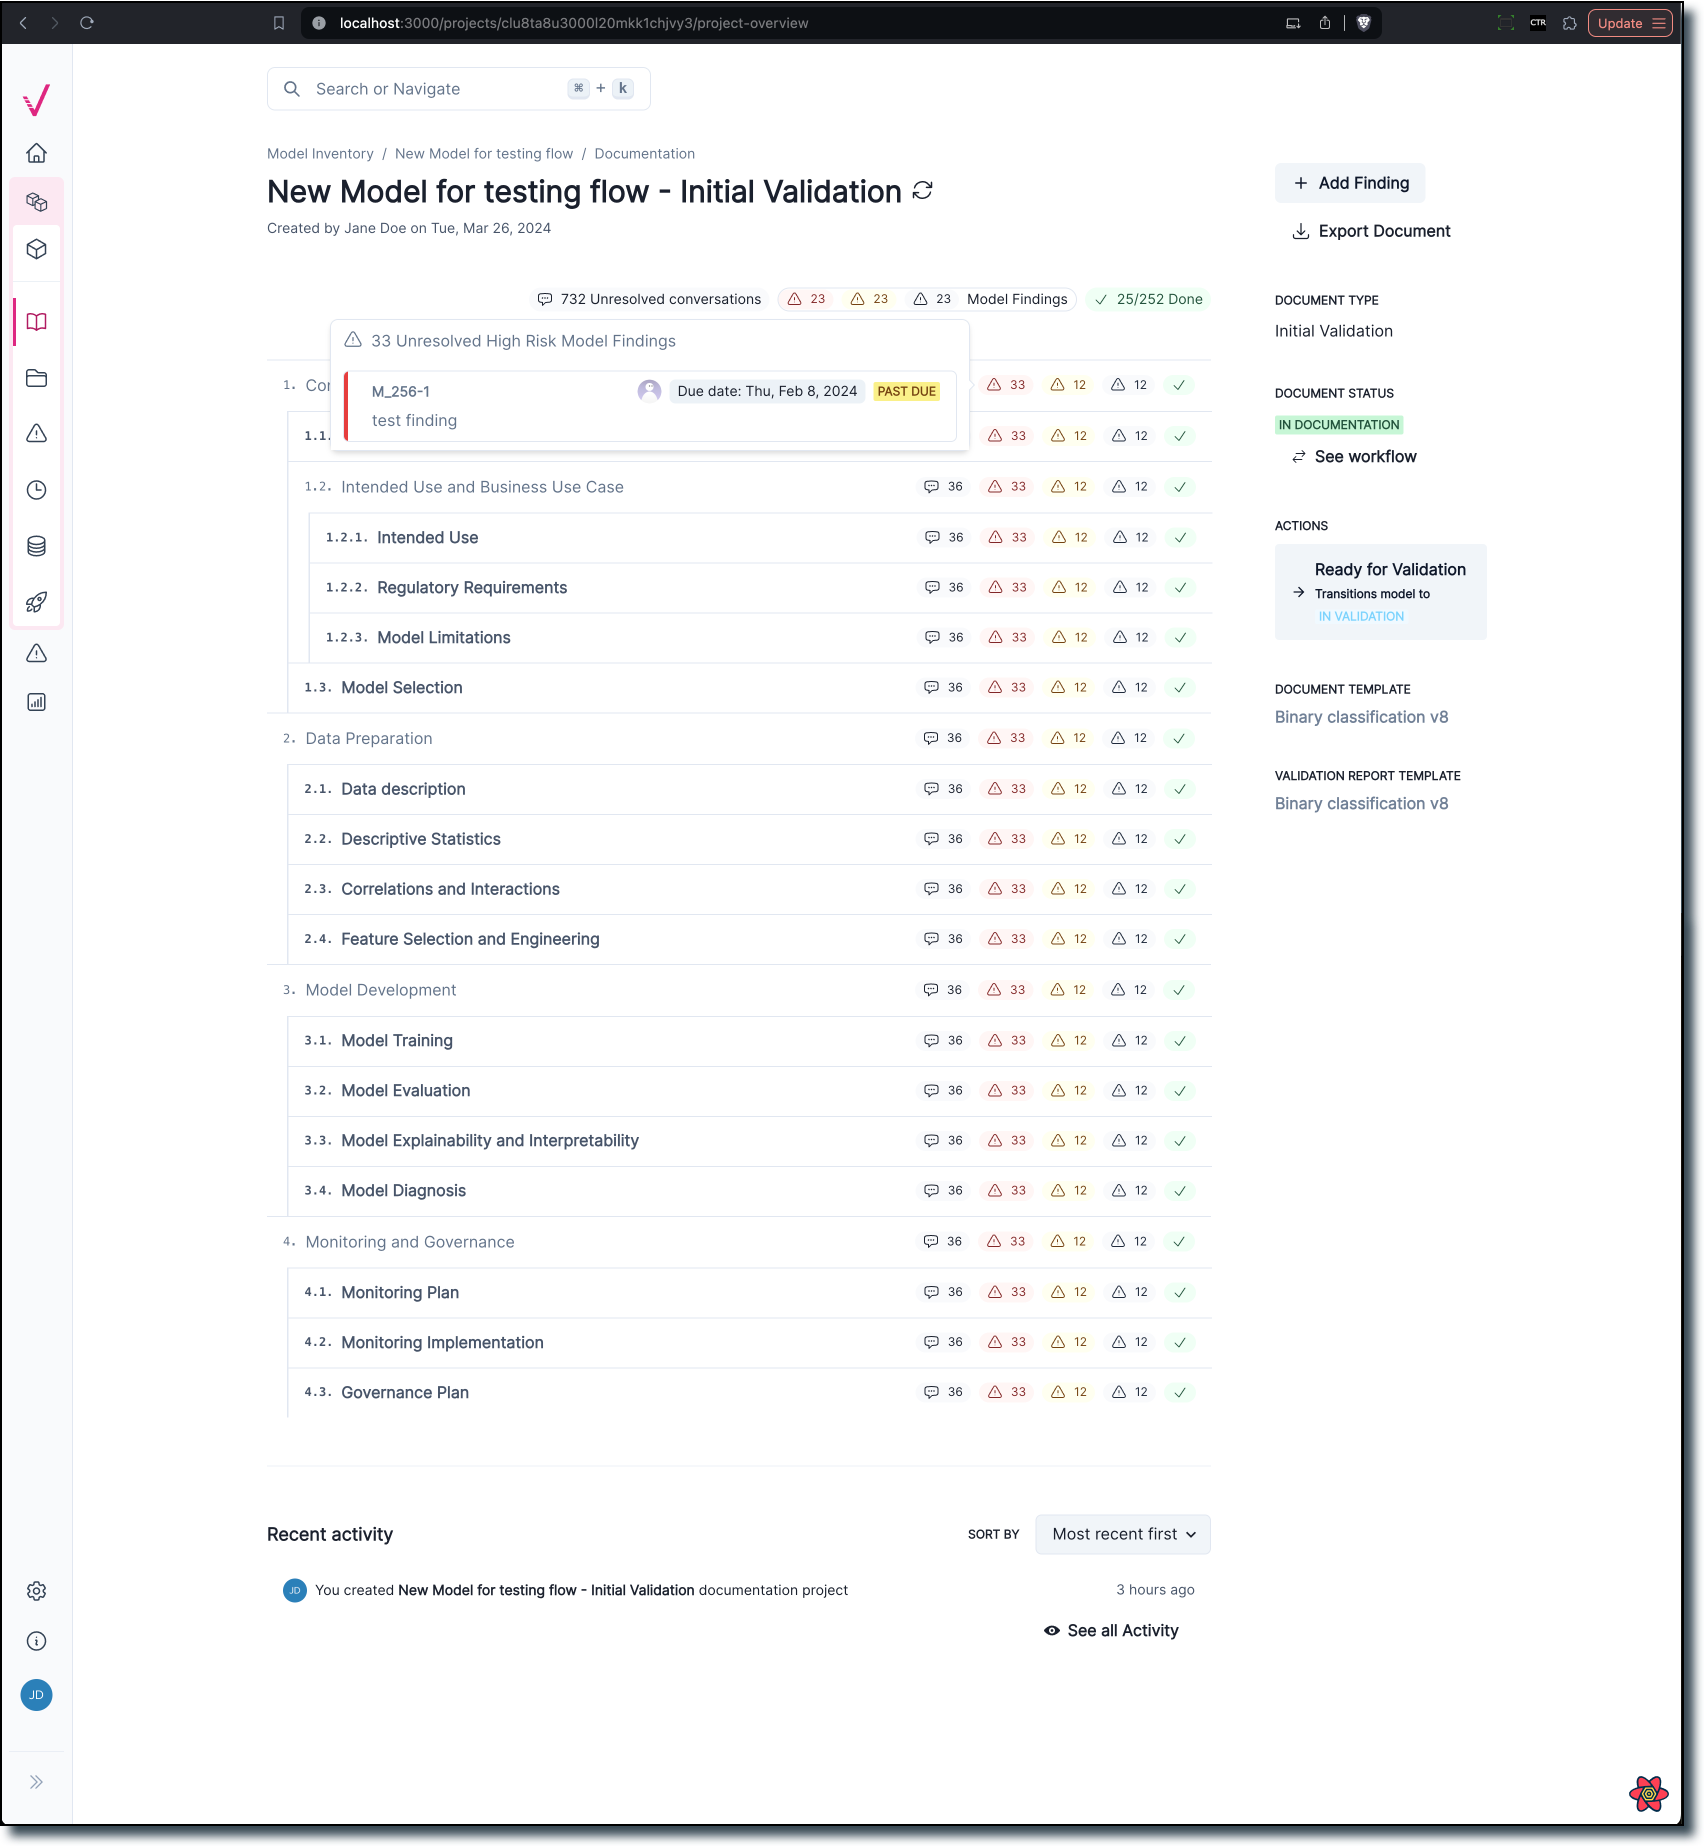 localhost:3000/projects/clu8ta8u3000l20mkk1chjvy3/project-overview
CTR
Update
Search or Navigate ⌘ + k
Model Inventory / New Model for testing flow / Documentation
New Model for testing flow - Initial Validation
Created by Jane Doe on Tue, Mar 26, 2024
+ Add Finding
Export Document
732 Unresolved conversations 23 23 23 Model Findings 25/252 Done
DOCUMENT TYPE
Initial Validation
33 Unresolved High Risk Model Findings
M_256-1 Due date: Thu, Feb 8, 2024 PAST DUE
test finding
1. Con 33 12 12
1.1. 33 12 12
1.2. Intended Use and Business Use Case 36 33 12 12
1.2.1. Intended Use 36 33 12 12
1.2.2. Regulatory Requirements 36 33 12 12
1.2.3. Model Limitations 36 33 12 12
1.3. Model Selection 36 33 12 12
2. Data Preparation 36 33 12 12
2.1. Data description 36 33 12 12
2.2. Descriptive Statistics 36 33 12 12
2.3. Correlations and Interactions 36 33 12 12
2.4. Feature Selection and Engineering 36 33 12 12
3. Model Development 36 33 12 12
3.1. Model Training 36 33 12 12
3.2. Model Evaluation 36 33 12 12
3.3. Model Explainability and Interpretability 36 33 12 12
3.4. Model Diagnosis 36 33 12 12
4. Monitoring and Governance 36 33 12 12
4.1. Monitoring Plan 36 33 12 12
4.2. Monitoring Implementation 36 33 12 12
4.3. Governance Plan 36 33 12 12
DOCUMENT STATUS
IN DOCUMENTATION
See workflow
ACTIONS
Ready for Validation
Transitions model to
IN VALIDATION
DOCUMENT TEMPLATE
Binary classification v8
VALIDATION REPORT TEMPLATE
Binary classification v8
Recent activity SORT BY Most recent first
JD You created New Model for testing flow - Initial Validation documentation project 3 hours ago
See all Activity
JD